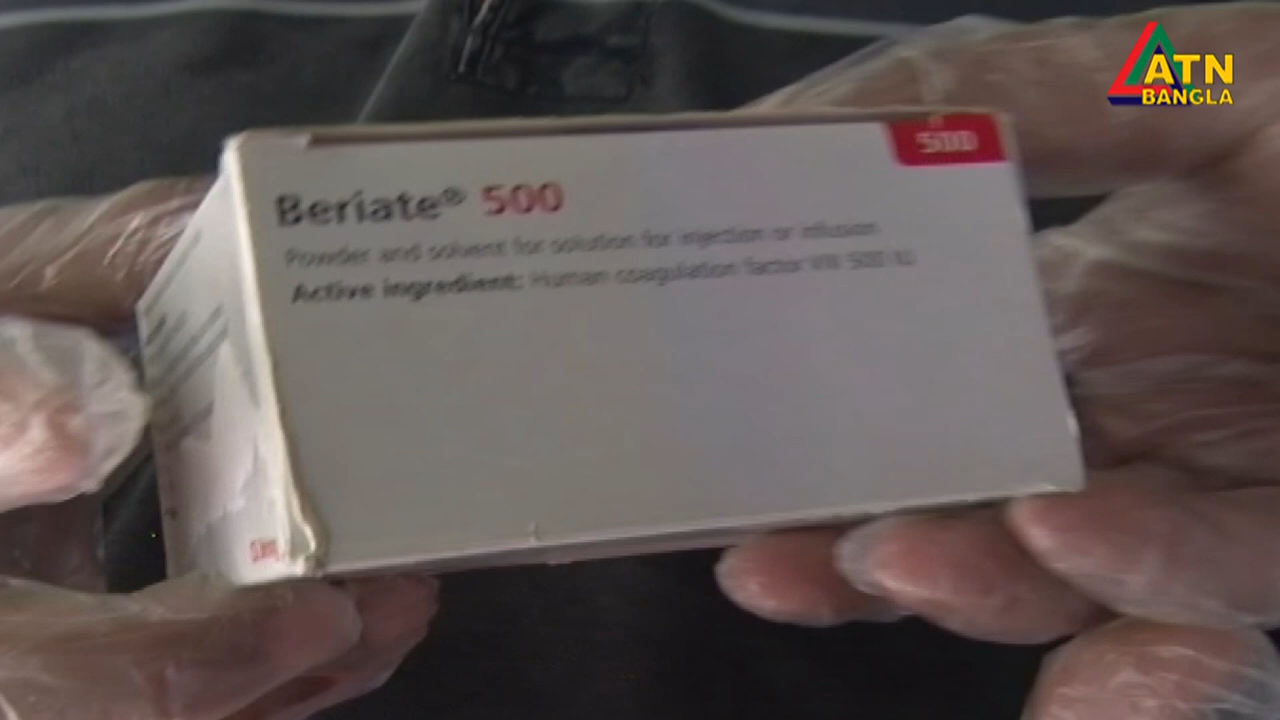 ATN
BANGLA
500
Beriate® 500
Powder and solvent for solution for injection or infusion
Active ingredient: Human coagulation factor VIII 500 IU